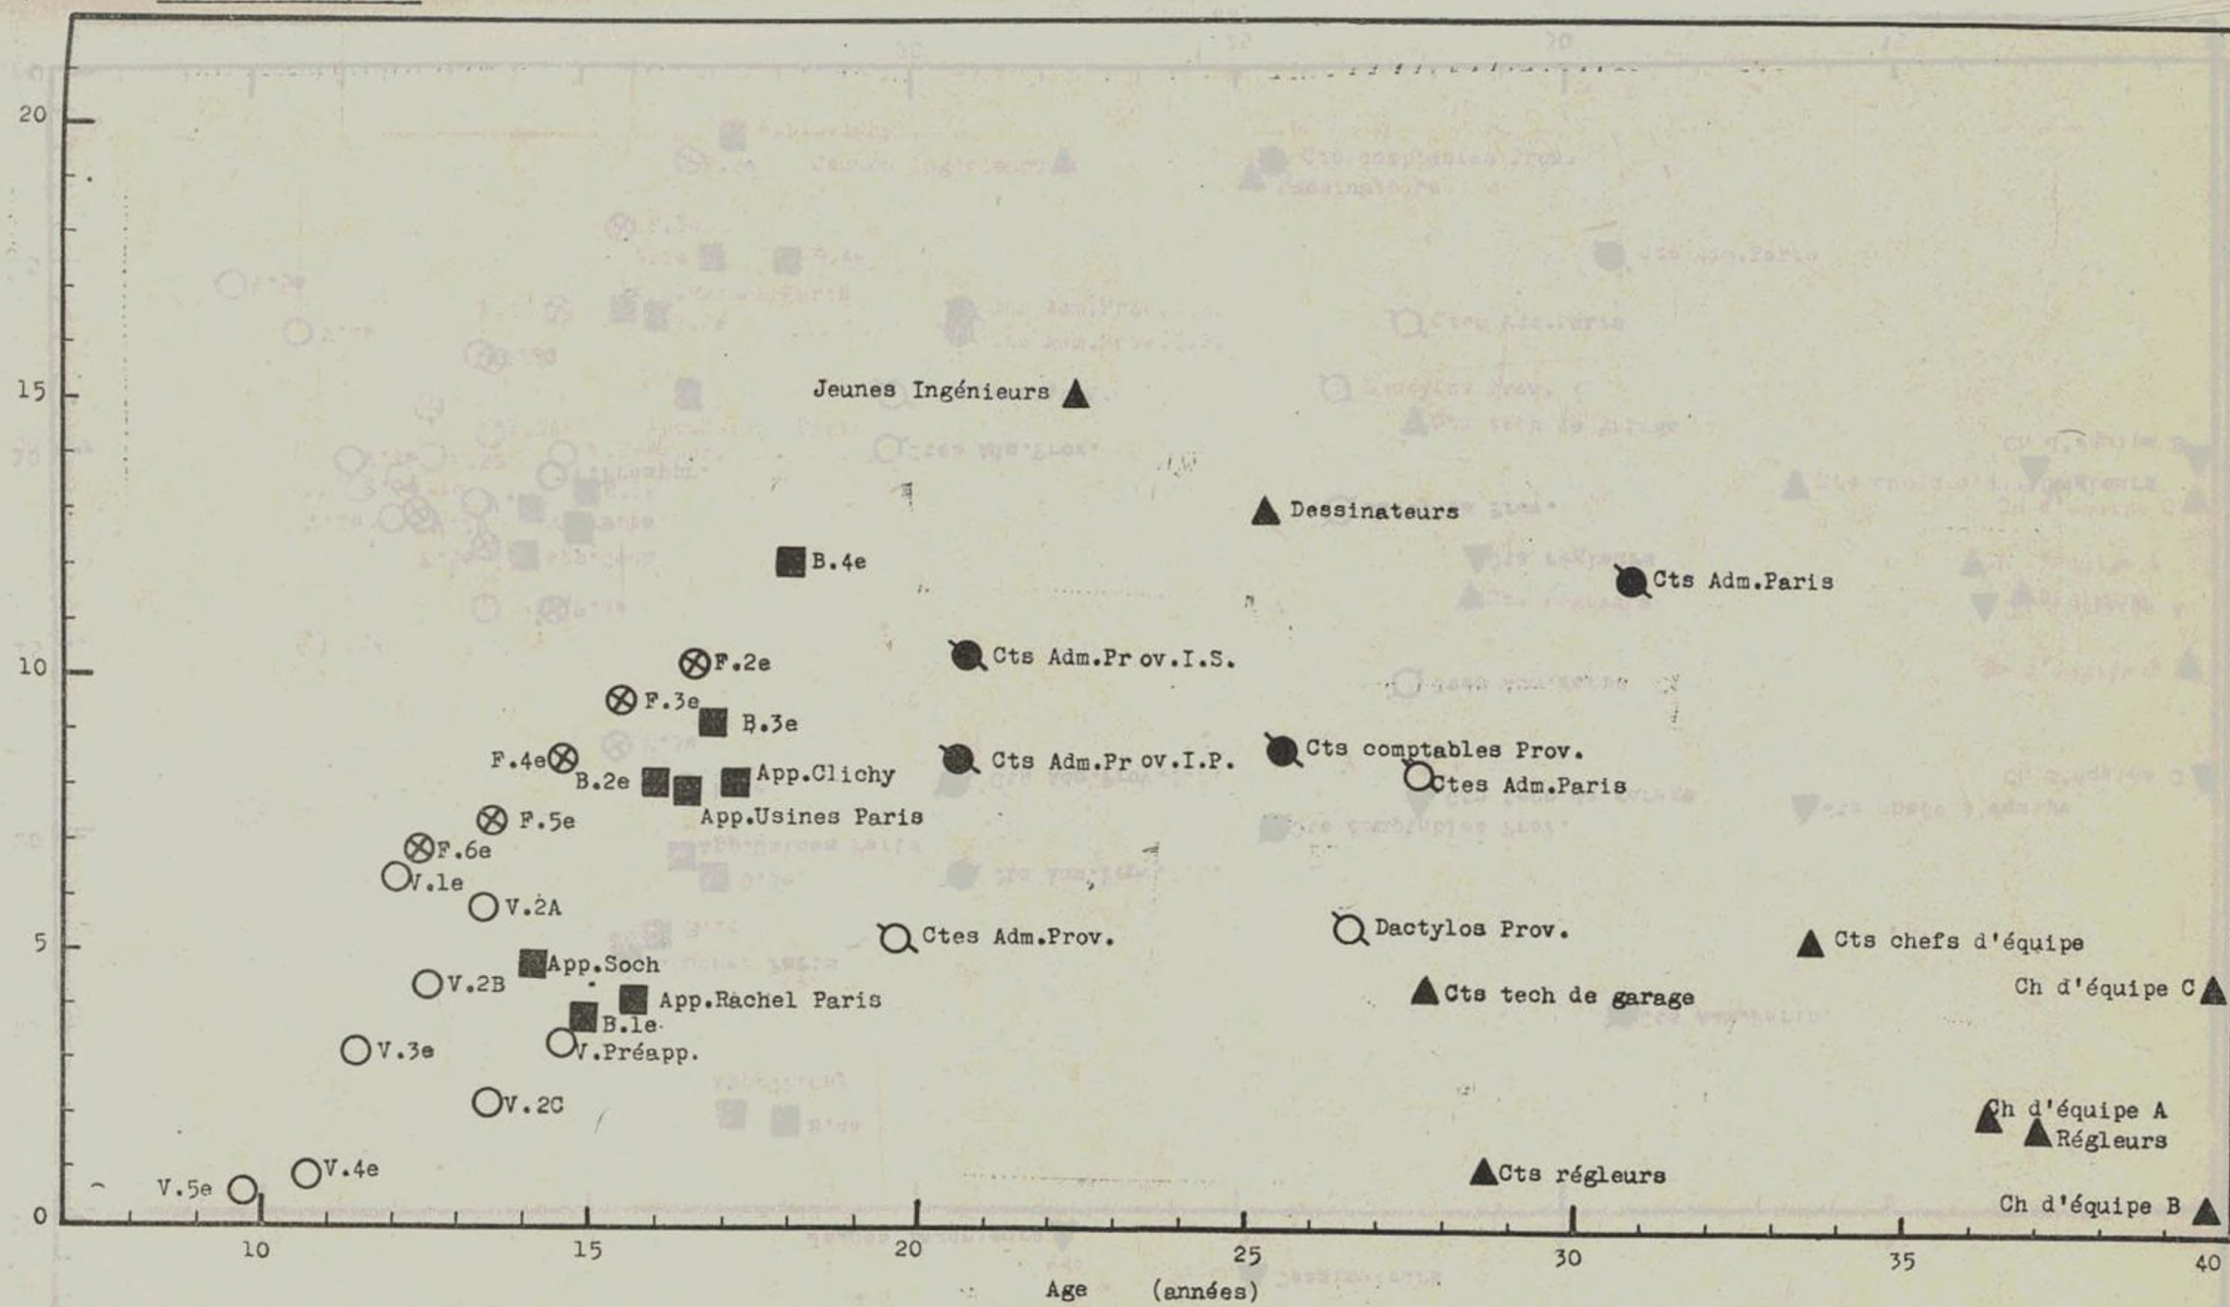 20
15
10
5
0
Jeunes Ingénieurs
Dessinateurs
B.4e
Cts Adm.Paris
F.2e
Cts Adm.Pr ov.I.S.
F.3e
B.3e
F.4e
Cts Adm.Pr ov.I.P.
Cts comptables Prov.
B.2e
App.Clichy
Ctes Adm.Paris
F.5e
App.Usines Paris
F.6e
V.1e
V.2A
Ctes Adm.Prov.
Dactylos Prov.
Cts chefs d'équipe
App.Soch
V.2B
App.Rachel Paris
Cts tech de garage
Ch d'équipe C
B.1e
V.3e
V.Préapp.
V.2C
Ch d'équipe A
Régleurs
V.4e
Cts régleurs
V.5e
Ch d'équipe B
10 15 20 25 30 35 40
Age (années)